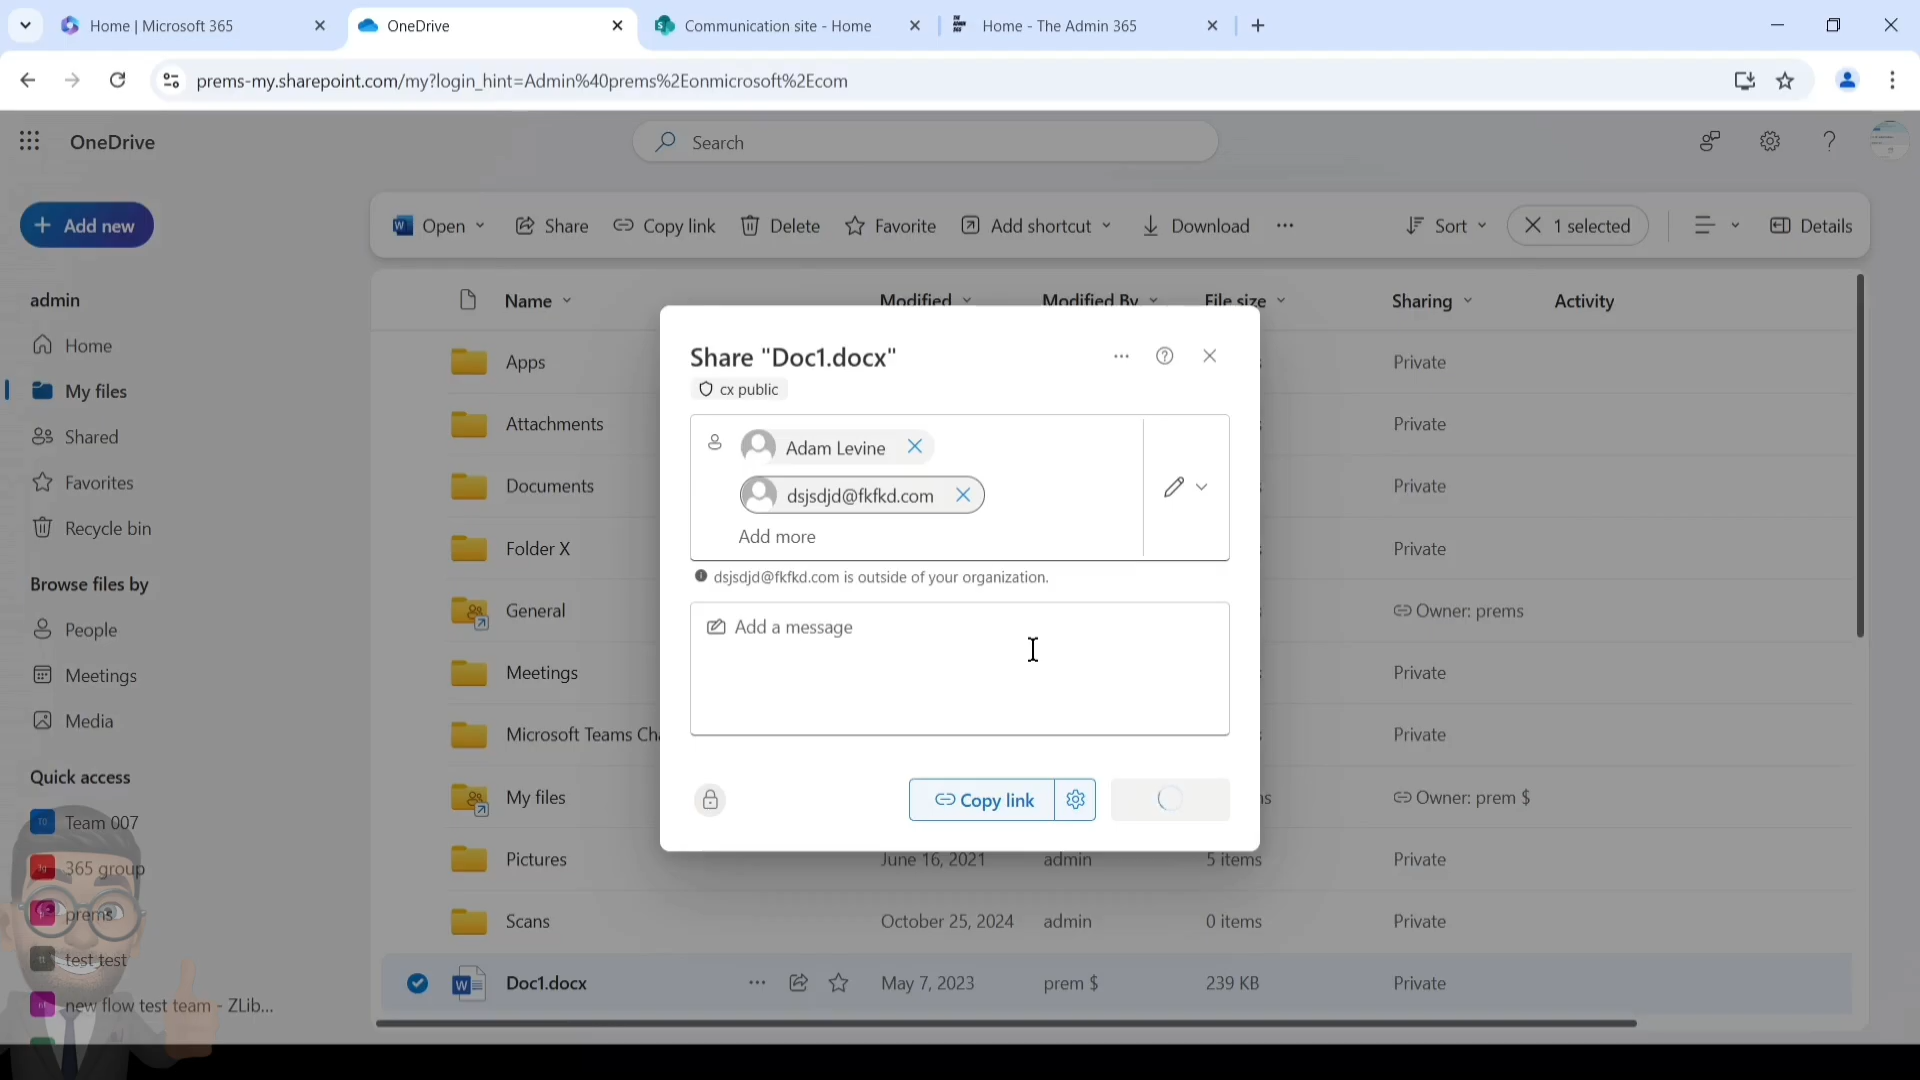 Home | Microsoft 365
OneDrive
Communication site - Home
Home - The Admin 365
prems-my.sharepoint.com/my?login_hint=Admin%40prems%2Eonmicrosoft%2Ecom
OneDrive
Search
Add new
Open
Share
Copy link
Delete
Favorite
Add shortcut
Download
Sort
1 selected
Details
admin
Home
My files
Shared
Favorites
Recycle bin
Browse files by
People
Meetings
Media
Quick access
Team 007
365 group
prems
test test
new flow test team - ZLib...
Name Modified Modified By File size Sharing Activity
Apps Private
Attachments Private
Documents Private
Folder X Private
General Owner: prems
Meetings Private
Microsoft Teams Ch Private
My files Owner: prem $
Pictures June 16, 2021 admin 5 items Private
Scans October 25, 2024 admin 0 items Private
Doc1.docx May 7, 2023 prem $ 239 KB Private
Share "Doc1.docx"
cx public
Adam Levine
dsjsdjd@fkfkd.com
Add more
dsjsdjd@fkfkd.com is outside of your organization.
Add a message
Copy link